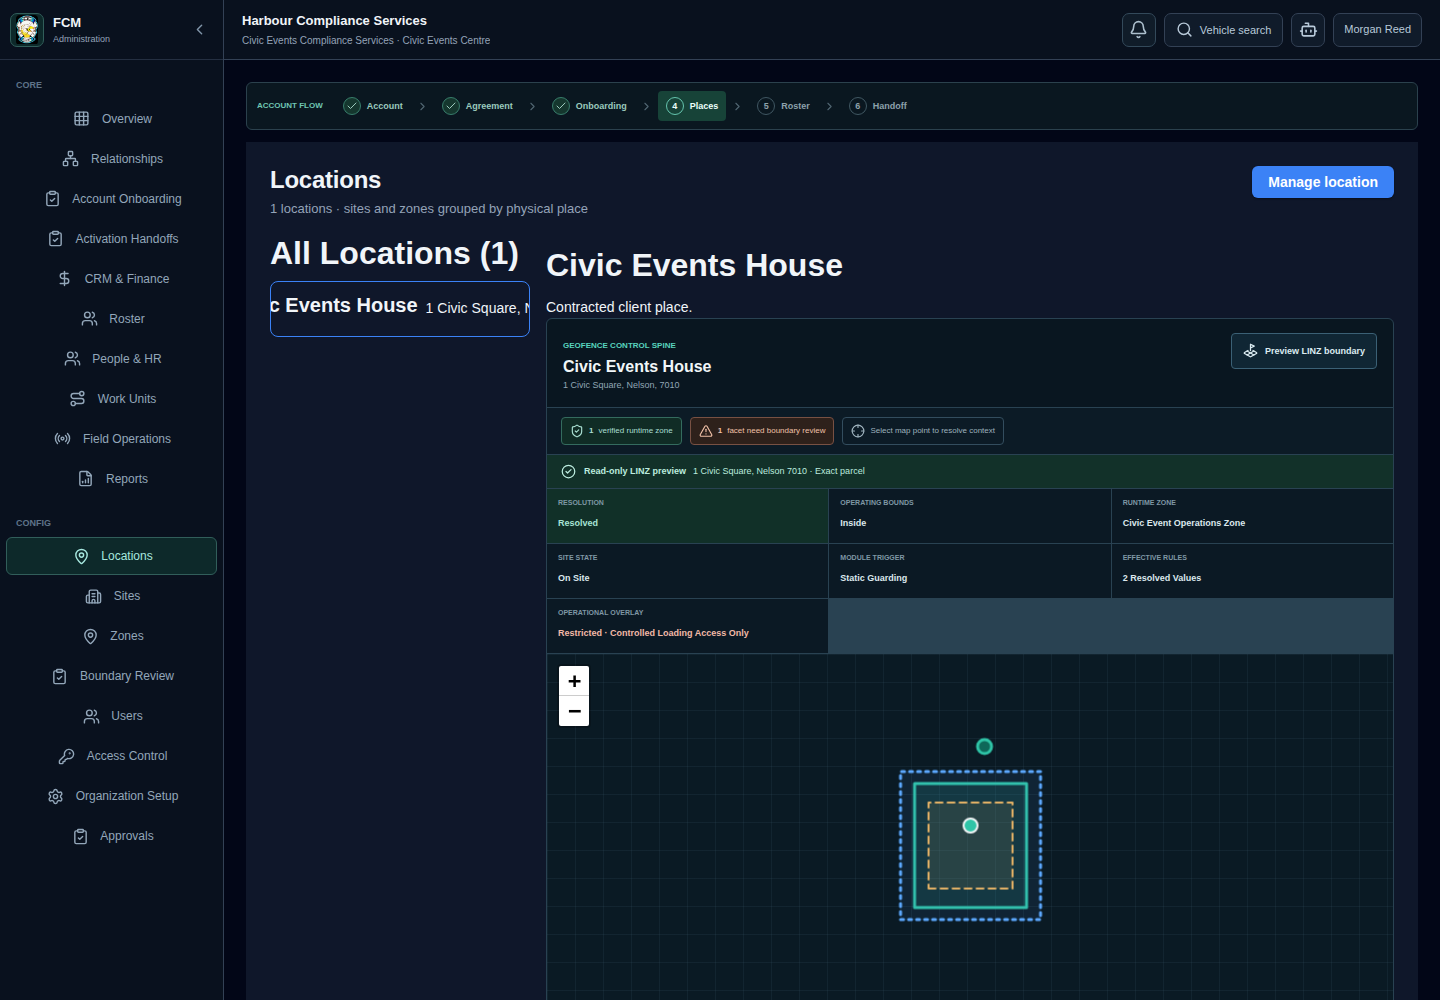 FCM
Administration
Harbour Compliance Services
Civic Events Compliance Services · Civic Events Centre
Vehicle search
Morgan Reed
CORE
Overview
Relationships
Account Onboarding
Activation Handoffs
CRM & Finance
Roster
People & HR
Work Units
Field Operations
Reports
CONFIG
Locations
Sites
Zones
Boundary Review
Users
Access Control
Organization Setup
Approvals
ACCOUNT FLOW
Account
Agreement
Onboarding
4 Places
5 Roster
6 Handoff
Locations
1 locations · sites and zones grouped by physical place
Manage location
All Locations (1)
c Events House 1 Civic Square, N
Civic Events House
Contracted client place.
GEOFENCE CONTROL SPINE
Civic Events House
1 Civic Square, Nelson, 7010
Preview LINZ boundary
1 verified runtime zone
1 facet need boundary review
Select map point to resolve context
Read-only LINZ preview 1 Civic Square, Nelson 7010 · Exact parcel
RESOLUTION
Resolved
OPERATING BOUNDS
Inside
RUNTIME ZONE
Civic Event Operations Zone
SITE STATE
On Site
MODULE TRIGGER
Static Guarding
EFFECTIVE RULES
2 Resolved Values
OPERATIONAL OVERLAY
Restricted · Controlled Loading Access Only
+
−